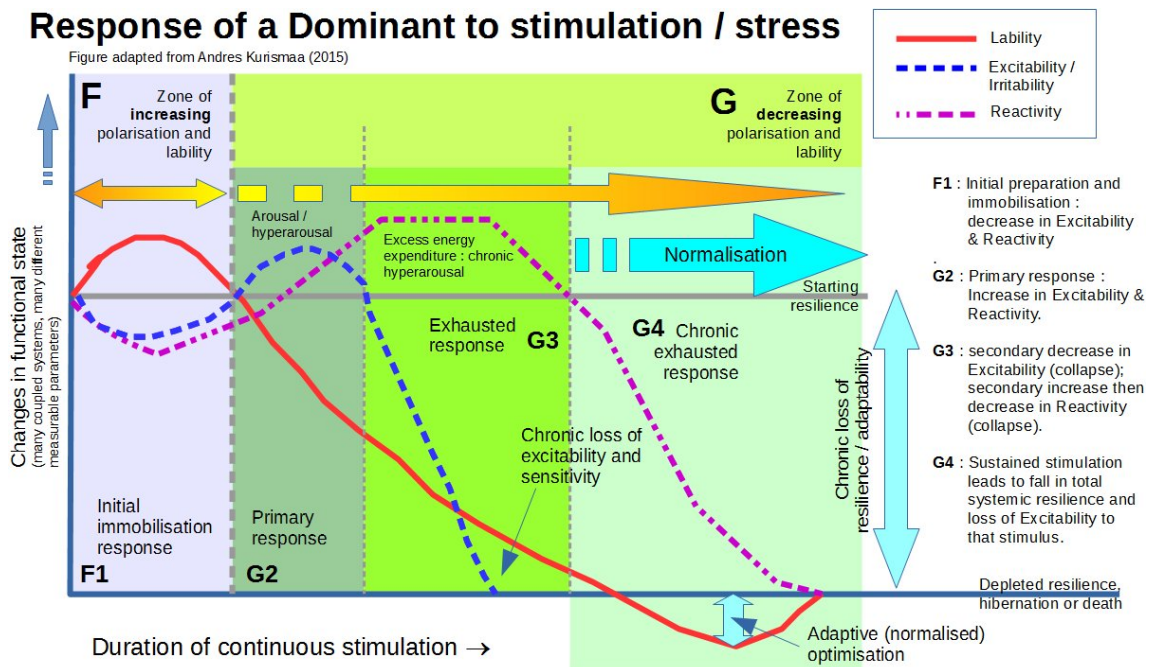 Response of a Dominant to stimulation / stress
Figure adapted from Andres Kurismaa (2015)
Lability
Excitability /
Irritability
Reactivity
F
Zone of
increasing
polarisation and
lability
G
Zone of
decreasing
polarisation and
lability
Changes in functional state
(many coupled systems, many different
measurable parameters)
Arousal /
hyperarousal
Excess energy
expenditure : chronic
hyperarousal
Normalisation
Starting
resilience
Exhausted
response
G3
G4 Chronic
exhausted
response
Chronic loss of
excitability and
sensitivity
Initial
immobilisation
response
F1
Primary
response
G2
Chronic loss of
resilience / adaptability
F1 : Initial preparation and
immobilisation :
decrease in Excitability
& Reactivity
.
G2 : Primary response :
Increase in Excitability &
Reactivity.
G3 : secondary decrease in
Excitability (collapse);
secondary increase then
decrease in Reactivity
(collapse).
G4 : Sustained stimulation
leads to fall in total
systemic resilience and
loss of Excitability to
that stimulus.
Depleted resilience,
hibernation or death
Duration of continuous stimulation →
Adaptive (normalised)
optimisation